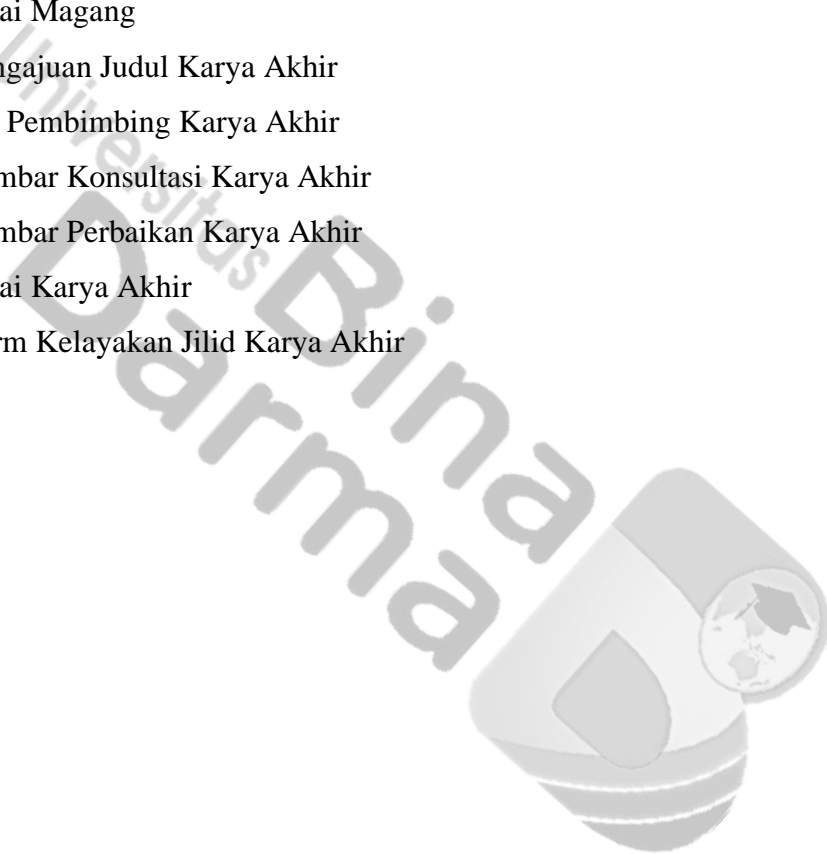 ai Magang
ngajuan Judul Karya Akhir
Pembimbing Karya Akhir
mbar Konsultasi Karya Akhir
mbar Perbaikan Karya Akhir
ai Karya Akhir
rm Kelayakan Jilid Karya Akhir
Universitas
Bina
Darma